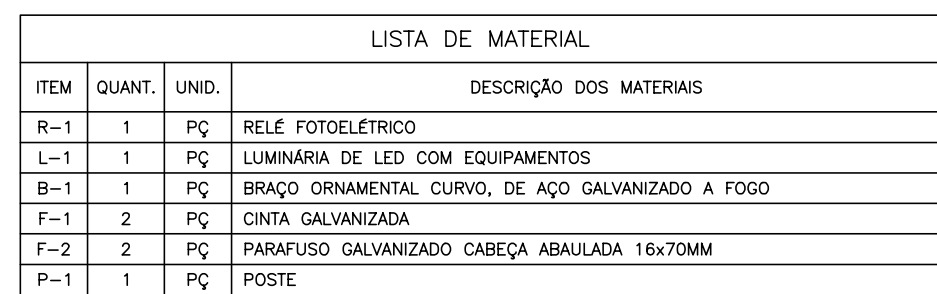 LISTA DE MATERIAL
ITEM QUANT. UNID. DESCRIÇÃO DOS MATERIAIS
R-1 1 PÇ RELÉ FOTOELÉTRICO
L-1 1 PÇ LUMINÁRIA DE LED COM EQUIPAMENTOS
B-1 1 PÇ BRAÇO ORNAMENTAL CURVO, DE AÇO GALVANIZADO A FOGO
F-1 2 PÇ CINTA GALVANIZADA
F-2 2 PÇ PARAFUSO GALVANIZADO CABEÇA ABAULADA 16x70MM
P-1 1 PÇ POSTE